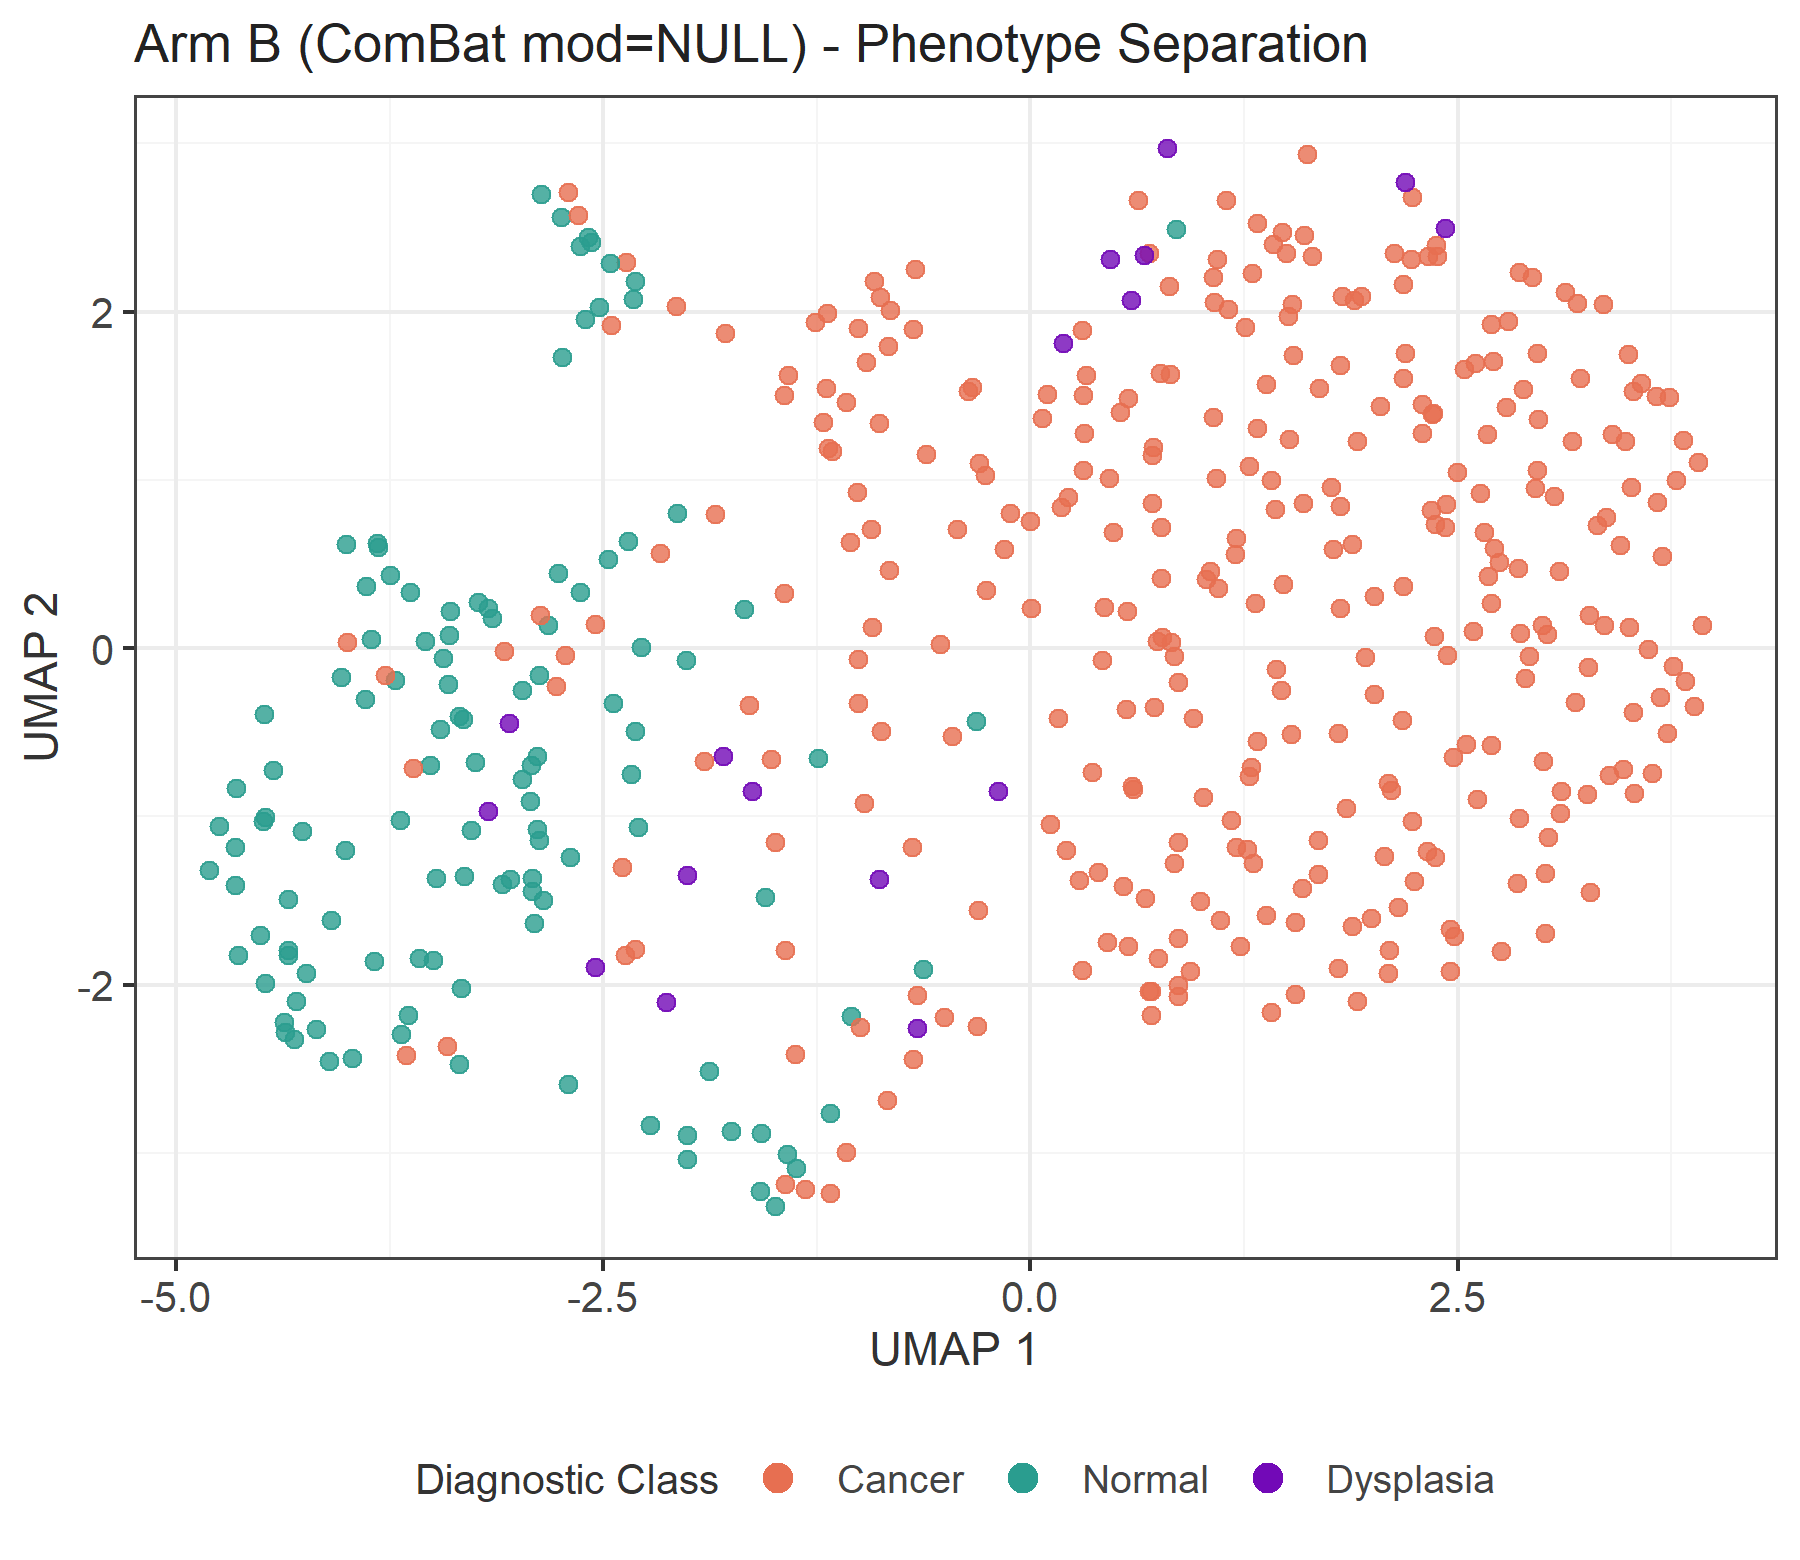 Arm B (ComBat mod=NULL) - Phenotype Separation
UMAP 2
2
0
-2
-5.0
-2.5
0.0
2.5
UMAP 1
Diagnostic Class
Cancer
Normal
Dysplasia